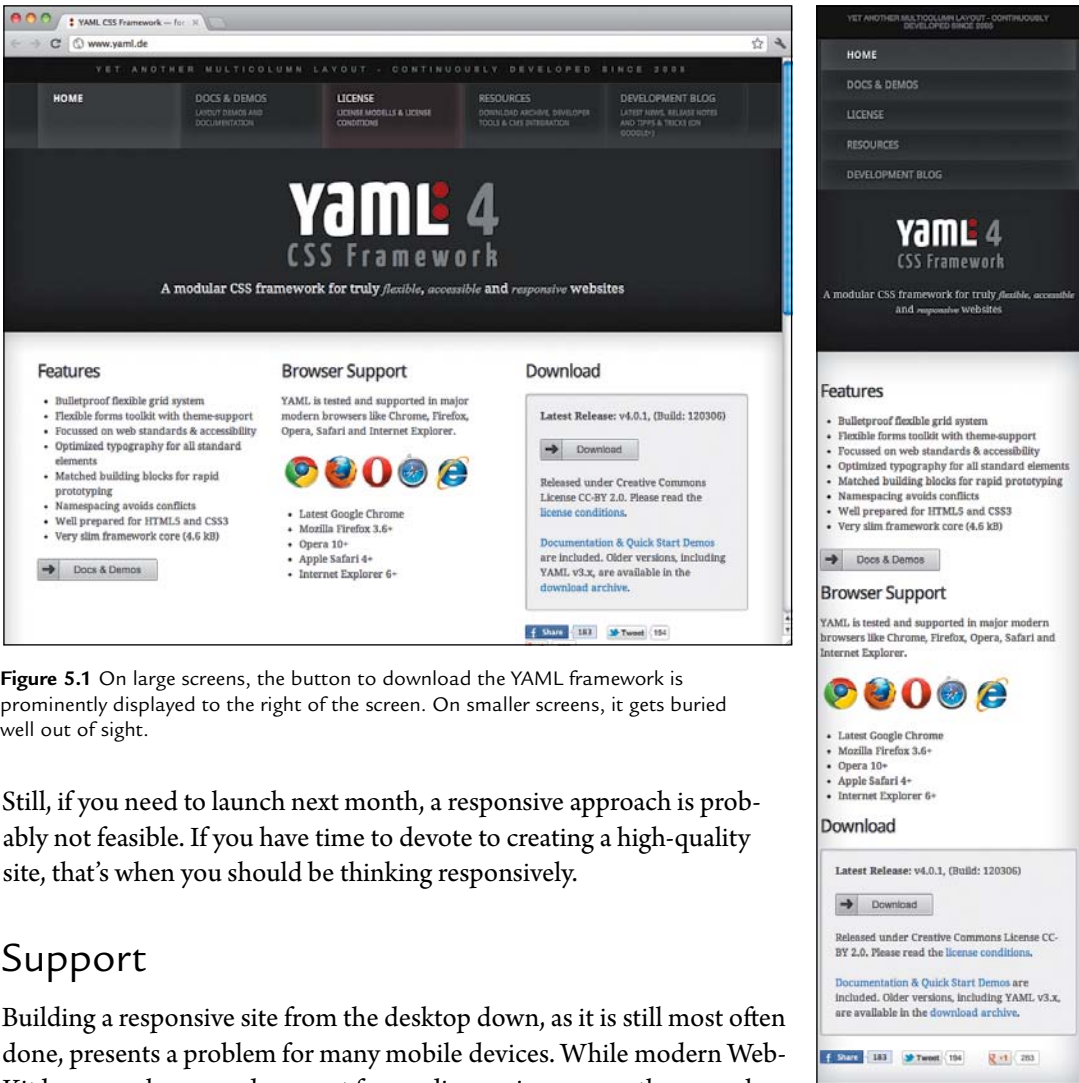 YAML CSS Framework — for
www.yaml.de
YET ANOTHER MULTICOLUMN LAYOUT - CONTINUOUSLY DEVELOPED SINCE 2005
HOME
DOCS & DEMOS
LAYOUT DEMOS AND
DOCUMENTATION
LICENSE
LICENSE MODELLS & LICENSE
CONDITIONS
RESOURCES
DOWNLOAD ARCHIVE, DEVELOPER
TOOLS & CMS INTEGRATION
DEVELOPMENT BLOG
LATEST NEWS, RELEASE NOTES
AND TIPPS & TRICKS (ON
GOOGLE+)
YAML 4
CSS Framework
A modular CSS framework for truly flexible, accessible and responsive websites
Features
• Bulletproof flexible grid system
• Flexible forms toolkit with theme-support
• Focussed on web standards & accessibility
• Optimized typography for all standard
elements
• Matched building blocks for rapid
prototyping
• Namespacing avoids conflicts
• Well prepared for HTML5 and CSS3
• Very slim framework core (4.6 kB)
Docs & Demos
Browser Support
YAML is tested and supported in major
modern browsers like Chrome, Firefox,
Opera, Safari and Internet Explorer.
• Latest Google Chrome
• Mozilla Firefox 3.6+
• Opera 10+
• Apple Safari 4+
• Internet Explorer 6+
Download
Latest Release: v4.0.1, (Build: 120306)
Download
Released under Creative Commons
License CC-BY 2.0. Please read the
license conditions.
Documentation & Quick Start Demos
are included. Older versions, including
YAML v3.x, are available in the
download archive.
Share 183 Tweet 194
Figure 5.1 On large screens, the button to download the YAML framework is
prominently displayed to the right of the screen. On smaller screens, it gets buried
well out of sight.
Still, if you need to launch next month, a responsive approach is prob-
ably not feasible. If you have time to devote to creating a high-quality
site, that's when you should be thinking responsively.
Support
Building a responsive site from the desktop down, as it is still most often
done, presents a problem for many mobile devices. While modern Web-
YET ANOTHER MULTICOLUMN LAYOUT - CONTINUOUSLY
DEVELOPED SINCE 2005
HOME
DOCS & DEMOS
LICENSE
RESOURCES
DEVELOPMENT BLOG
YAML 4
CSS Framework
A modular CSS framework for truly flexible, accessible
and responsive websites
Features
• Bulletproof flexible grid system
• Flexible forms toolkit with theme-support
• Focussed on web standards & accessibility
• Optimized typography for all standard elements
• Matched building blocks for rapid prototyping
• Namespacing avoids conflicts
• Well prepared for HTML5 and CSS3
• Very slim framework core (4.6 kB)
Docs & Demos
Browser Support
YAML is tested and supported in major modern
browsers like Chrome, Firefox, Opera, Safari and
Internet Explorer.
• Latest Google Chrome
• Mozilla Firefox 3.6+
• Opera 10+
• Apple Safari 4+
• Internet Explorer 6+
Download
Latest Release: v4.0.1, (Build: 120306)
Download
Released under Creative Commons License CC-
BY 2.0. Please read the license conditions.
Documentation & Quick Start Demos are
included. Older versions, including YAML v3.x,
are available in the download archive.
Share 183 Tweet 194 +1 283